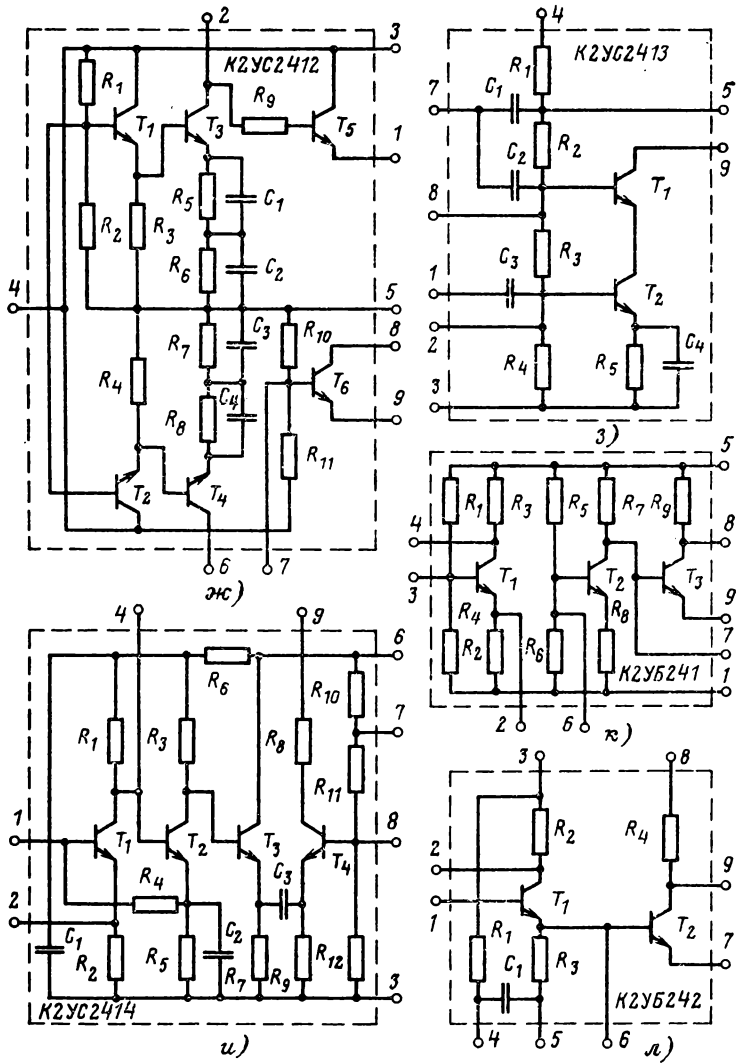 2
3
К2УС2412
R1
T1
T3
R9
T5
1
R2
R3
R5
C1
R6
C2
4
5
R7
C3
R10
8
R4
T6
R8
C4
9
R11
T2
T4
6
7
ж)
4
К2УС2413
R1
7
C1
5
R2
C2
9
T1
8
R3
1
C3
T2
2
R4
R5
C4
3
з)
5
R1
R3
R5
R7
R9
4
8
3
T1
T2
T3
R4
R8
9
R2
R6
7
К2УБ241
1
2
6
к)
4
9
6
R6
R10
R1
R3
R8
7
R11
1
8
T1
T2
T3
T4
R4
C3
2
C1
C2
R2
R5
R7
R9
R12
3
К2УС2414
и)
3
8
R2
R4
2
9
1
T1
T2
R1
R3
7
C1
К2УБ242
4
5
6
л)